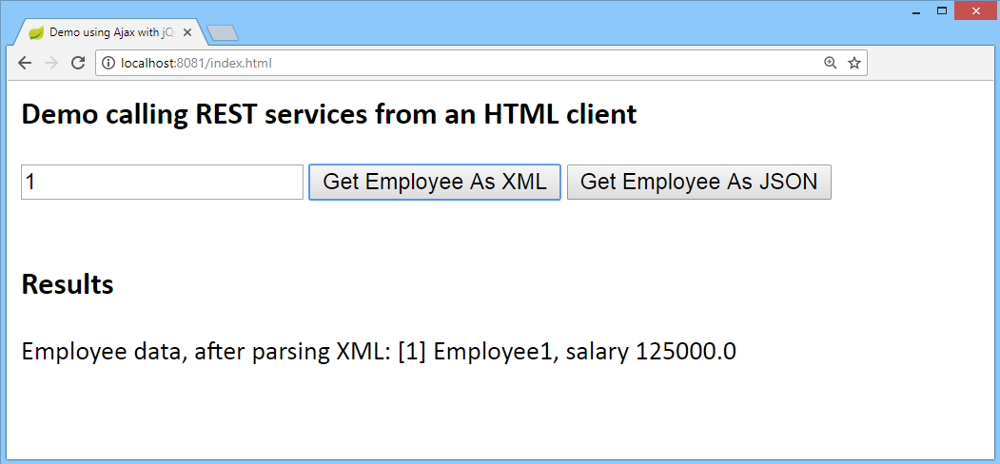 Demo using Ajax with jQ
localhost:8081/index.html
Demo calling REST services from an HTML client
1 Get Employee As XML Get Employee As JSON
Results
Employee data, after parsing XML: [1] Employee1, salary 125000.0